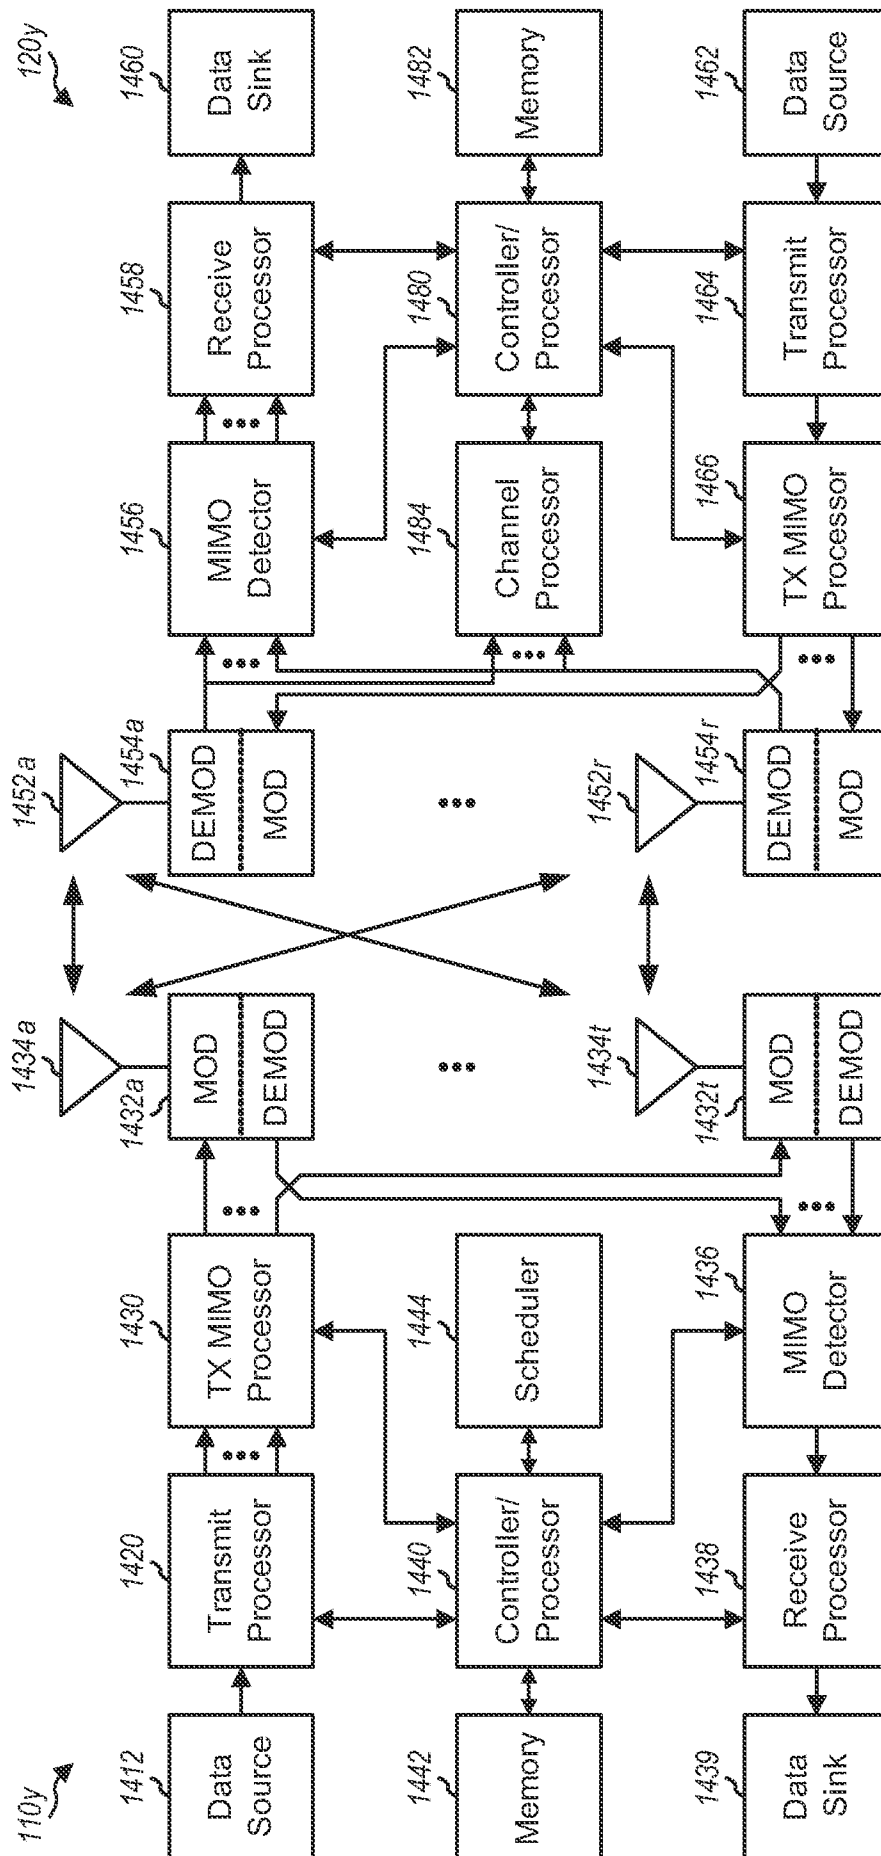 110y
120y
1412
Data
Source
1420
Transmit
Processor
1430
TX MIMO
Processor
1432a
MOD
DEMOD
1434a
1452a
1454a
DEMOD
MOD
1456
MIMO
Detector
1458
Receive
Processor
1460
Data
Sink
1442
Memory
1440
Controller/
Processor
1444
Scheduler
1484
Channel
Processor
1480
Controller/
Processor
1482
Memory
1439
Data
Sink
1438
Receive
Processor
1436
MIMO
Detector
1432t
MOD
DEMOD
1434t
1452r
1454r
DEMOD
MOD
1466
TX MIMO
Processor
1464
Transmit
Processor
1462
Data
Source